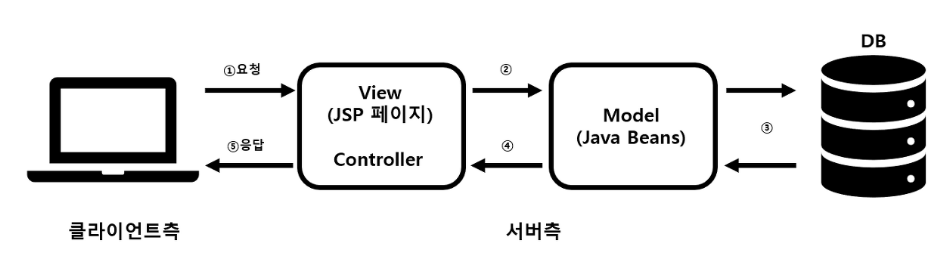 DB
①요청
②
View
(JSP 페이지)
Controller
Model
(Java Beans)
③
⑤응답
④
클라이언트측
서버측